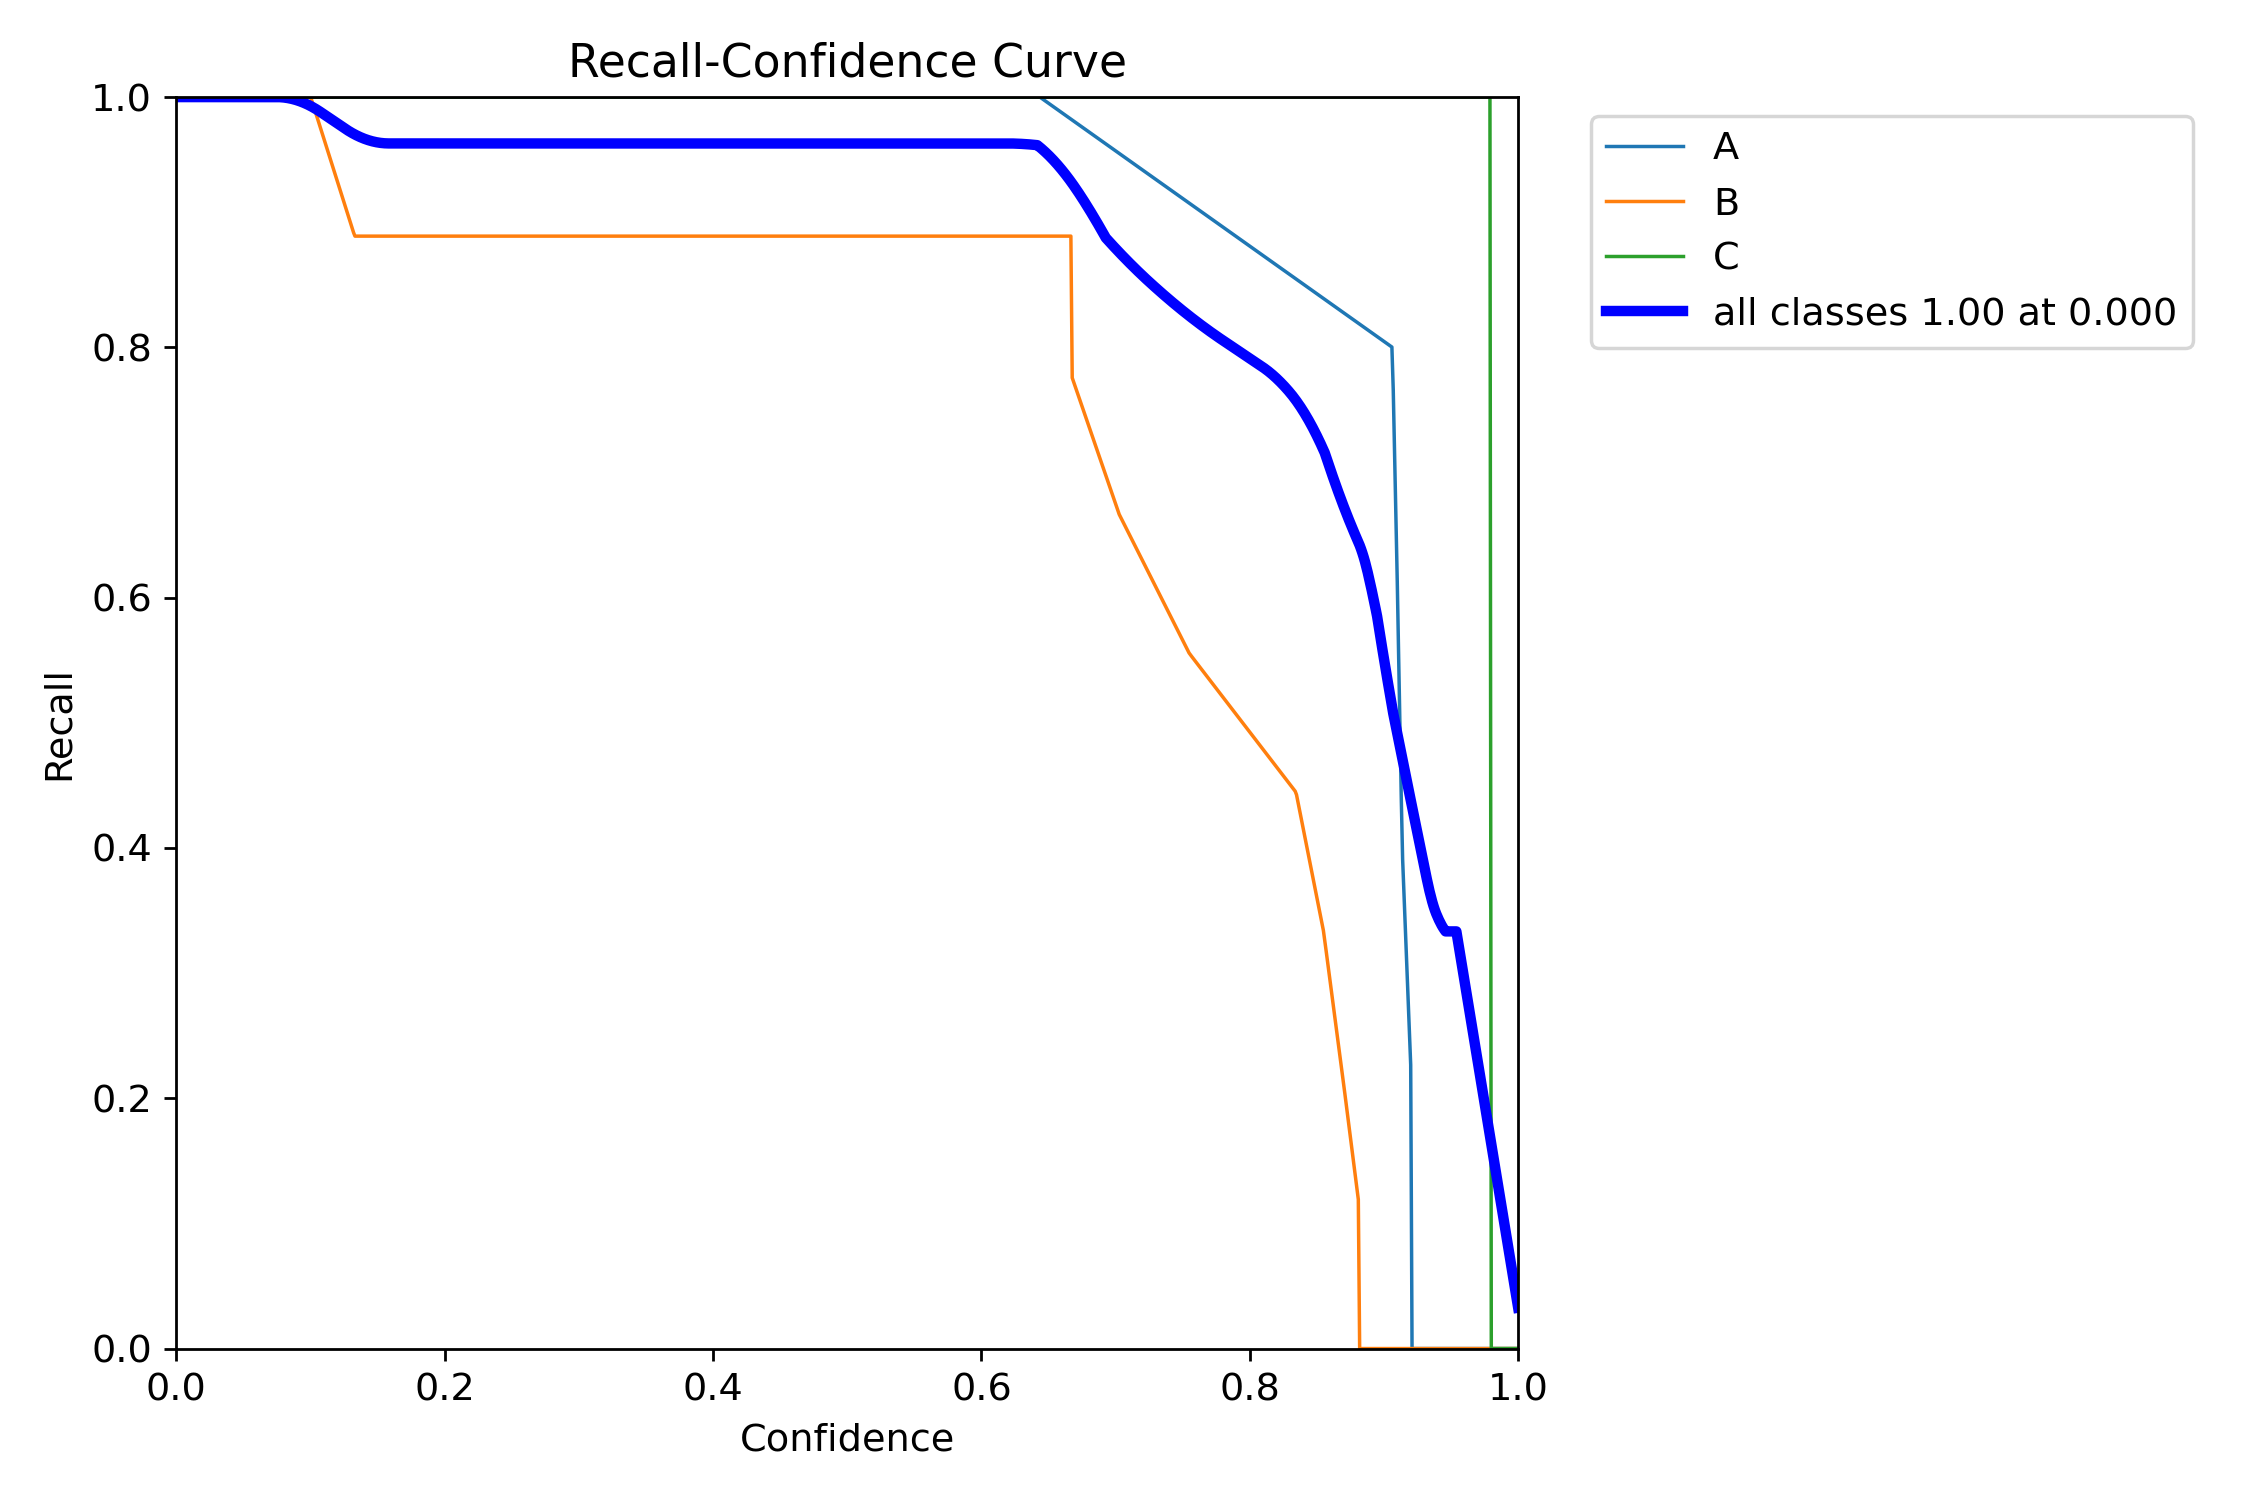 Recall-Confidence Curve
1.0
0.8
0.6
0.4
0.2
0.0
Recall
0.0 0.2 0.4 0.6 0.8 1.0
Confidence
A
B
C
all classes 1.00 at 0.000